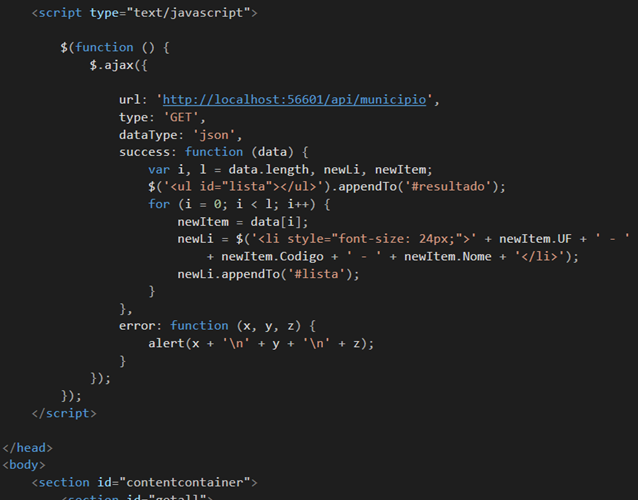 <script type="text/javascript">
$(function () {
$.ajax({
url: 'http://localhost:56601/api/municipio',
type: 'GET',
dataType: 'json',
success: function (data) {
var i, l = data.length, newLi, newItem;
$('<ul id="lista"></ul>').appendTo('#resultado');
for (i = 0; i < l; i++) {
newItem = data[i];
newLi = $('<li style="font-size: 24px;">' + newItem.UF + ' - '
+ newItem.Codigo + ' - ' + newItem.Nome + '</li>');
newLi.appendTo('#lista');
}
},
error: function (x, y, z) {
alert(x + '\n' + y + '\n' + z);
}
});
});
</script>
</head>
<body>
<section id="contentcontainer">
<section id="getall">